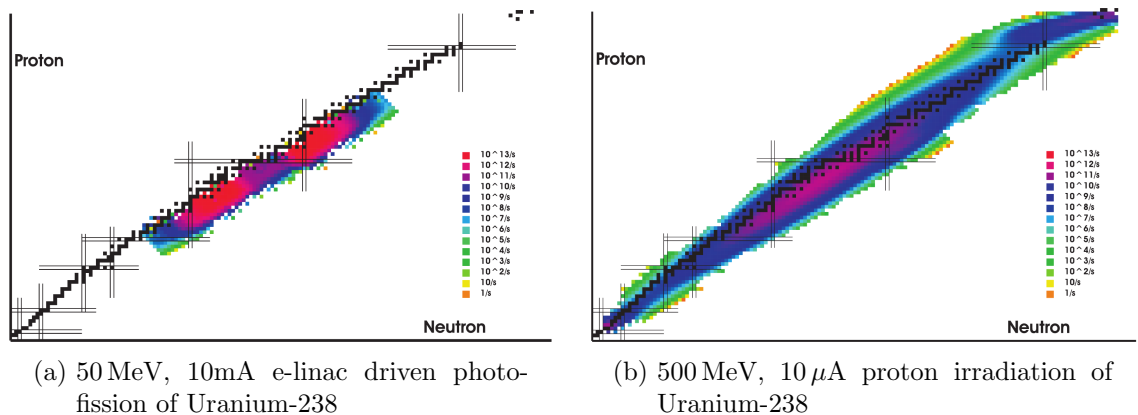 Proton
10^13/s
10^12/s
10^11/s
10^10/s
10^9/s
10^8/s
10^7/s
10^6/s
10^5/s
10^4/s
10^3/s
10^2/s
10/s
1/s
Neutron
(a) 50 MeV, 10mA e-linac driven photo-
fission of Uranium-238
Proton
10^13/s
10^12/s
10^11/s
10^10/s
10^9/s
10^8/s
10^7/s
10^6/s
10^5/s
10^4/s
10^3/s
10^2/s
10/s
1/s
Neutron
(b) 500 MeV, 10 μA proton irradiation of
Uranium-238